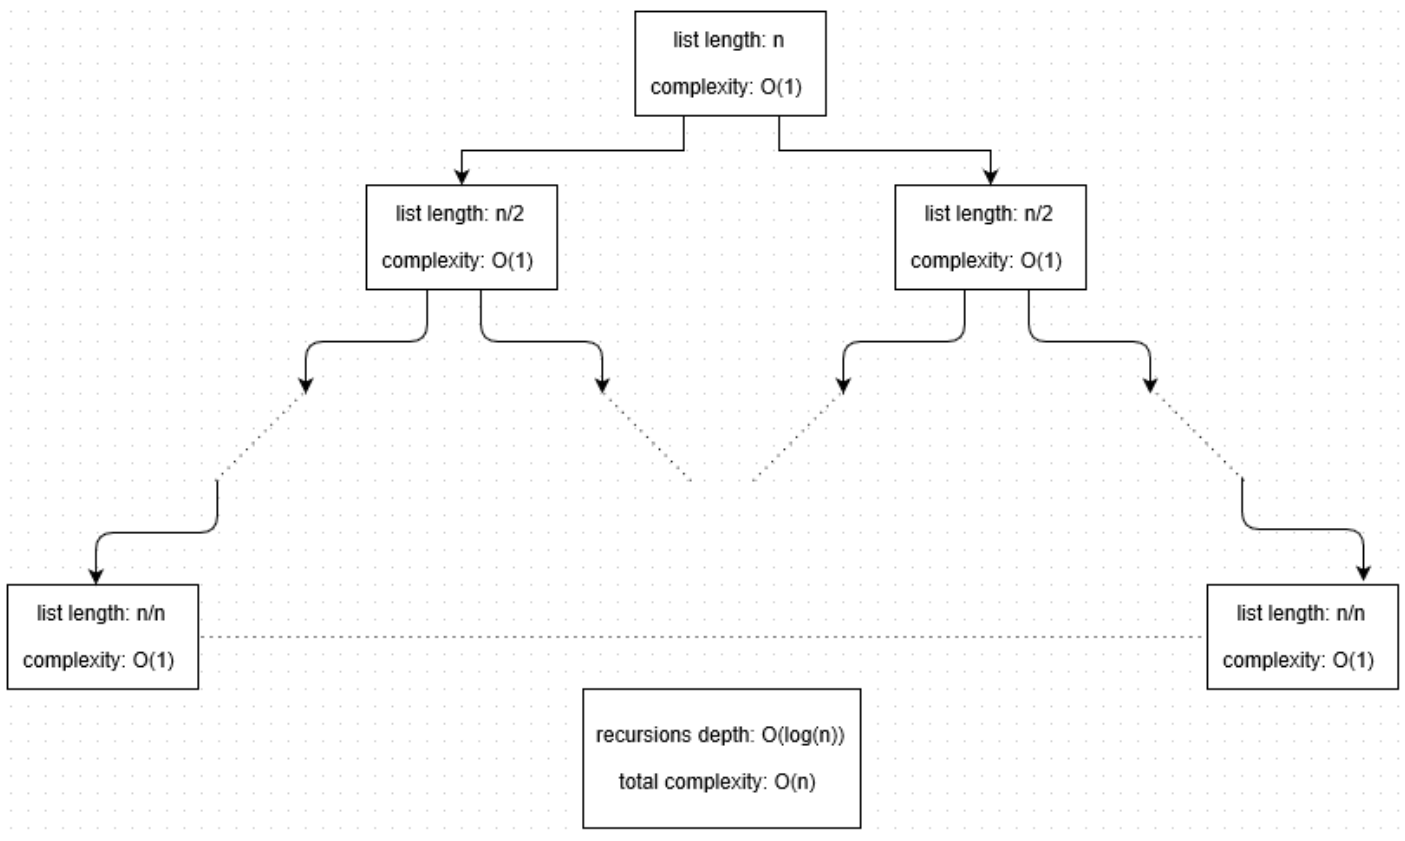 list length: n
complexity: O(1)
list length: n/2
complexity: O(1)
list length: n/2
complexity: O(1)
list length: n/n
complexity: O(1)
list length: n/n
complexity: O(1)
recursions depth: O(log(n))
total complexity: O(n)